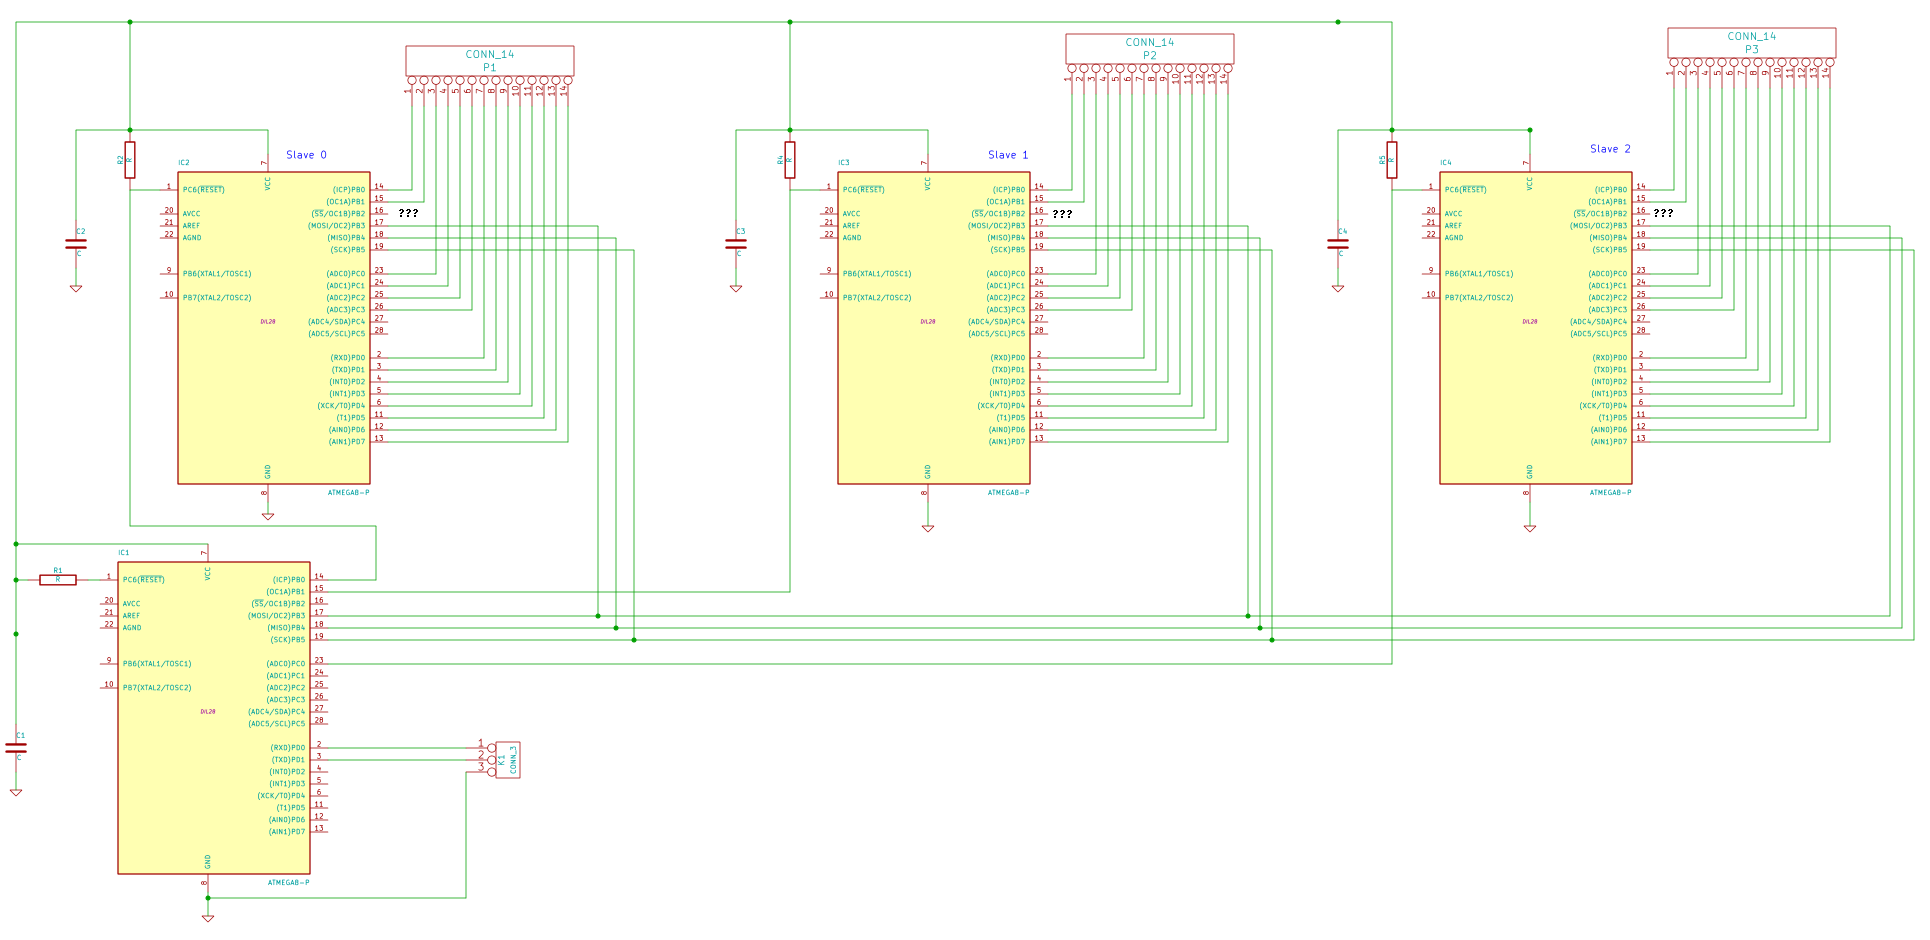 CONN_14
P1
1 2 3 4 5 6 7 8 9 10 11 12 13 14
CONN_14
P2
1 2 3 4 5 6 7 8 9 10 11 12 13 14
CONN_14
P3
1 2 3 4 5 6 7 8 9 10 11 12 13 14
Slave 0
R2
R
C2
C
IC2
7
VCC
1 PC6(RESET)
20 AVCC
21 AREF
22 AGND
9 PB6(XTAL1/TOSC1)
10 PB7(XTAL2/TOSC2)
DIL28
(ICP)PB0 14
(OC1A)PB1 15
(SS/OC1B)PB2 16 ???
(MOSI/OC2)PB3 17
(MISO)PB4 18
(SCK)PB5 19
(ADC0)PC0 23
(ADC1)PC1 24
(ADC2)PC2 25
(ADC3)PC3 26
(ADC4/SDA)PC4 27
(ADC5/SCL)PC5 28
(RXD)PD0 2
(TXD)PD1 3
(INT0)PD2 4
(INT1)PD3 5
(XCK/T0)PD4 6
(T1)PD5 11
(AIN0)PD6 12
(AIN1)PD7 13
GND
8
ATMEGA8-P
Slave 1
R4
R
C3
C
IC3
7
VCC
1 PC6(RESET)
20 AVCC
21 AREF
22 AGND
9 PB6(XTAL1/TOSC1)
10 PB7(XTAL2/TOSC2)
DIL28
(ICP)PB0 14
(OC1A)PB1 15
(SS/OC1B)PB2 16 ???
(MOSI/OC2)PB3 17
(MISO)PB4 18
(SCK)PB5 19
(ADC0)PC0 23
(ADC1)PC1 24
(ADC2)PC2 25
(ADC3)PC3 26
(ADC4/SDA)PC4 27
(ADC5/SCL)PC5 28
(RXD)PD0 2
(TXD)PD1 3
(INT0)PD2 4
(INT1)PD3 5
(XCK/T0)PD4 6
(T1)PD5 11
(AIN0)PD6 12
(AIN1)PD7 13
GND
8
ATMEGA8-P
Slave 2
R5
R
C4
C
IC4
7
VCC
1 PC6(RESET)
20 AVCC
21 AREF
22 AGND
9 PB6(XTAL1/TOSC1)
10 PB7(XTAL2/TOSC2)
DIL28
(ICP)PB0 14
(OC1A)PB1 15
(SS/OC1B)PB2 16 ???
(MOSI/OC2)PB3 17
(MISO)PB4 18
(SCK)PB5 19
(ADC0)PC0 23
(ADC1)PC1 24
(ADC2)PC2 25
(ADC3)PC3 26
(ADC4/SDA)PC4 27
(ADC5/SCL)PC5 28
(RXD)PD0 2
(TXD)PD1 3
(INT0)PD2 4
(INT1)PD3 5
(XCK/T0)PD4 6
(T1)PD5 11
(AIN0)PD6 12
(AIN1)PD7 13
GND
8
ATMEGA8-P
IC1
R1
R
C1
C
7
VCC
1 PC6(RESET)
20 AVCC
21 AREF
22 AGND
9 PB6(XTAL1/TOSC1)
10 PB7(XTAL2/TOSC2)
DIL28
(ICP)PB0 14
(OC1A)PB1 15
(SS/OC1B)PB2 16
(MOSI/OC2)PB3 17
(MISO)PB4 18
(SCK)PB5 19
(ADC0)PC0 23
(ADC1)PC1 24
(ADC2)PC2 25
(ADC3)PC3 26
(ADC4/SDA)PC4 27
(ADC5/SCL)PC5 28
(RXD)PD0 2
(TXD)PD1 3
(INT0)PD2 4
(INT1)PD3 5
(XCK/T0)PD4 6
(T1)PD5 11
(AIN0)PD6 12
(AIN1)PD7 13
GND
8
ATMEGA8-P
1
2
3
K1
CONN_3